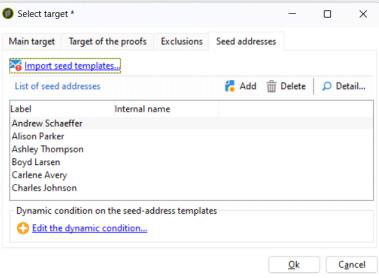 Select target *
Main target Target of the proofs Exclusions Seed addresses
Import seed templates...
List of seed addresses Add Delete Detail...
Label Internal name
Andrew Schaeffer
Alison Parker
Ashley Thompson
Boyd Larsen
Carlene Avery
Charles Johnson
Dynamic condition on the seed-address templates
Edit the dynamic condition...
Ok Cancel